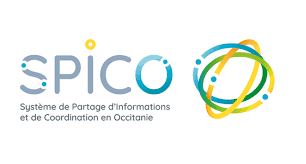 SPICO
Système de Partage d'Informations
et de Coordination en Occitanie